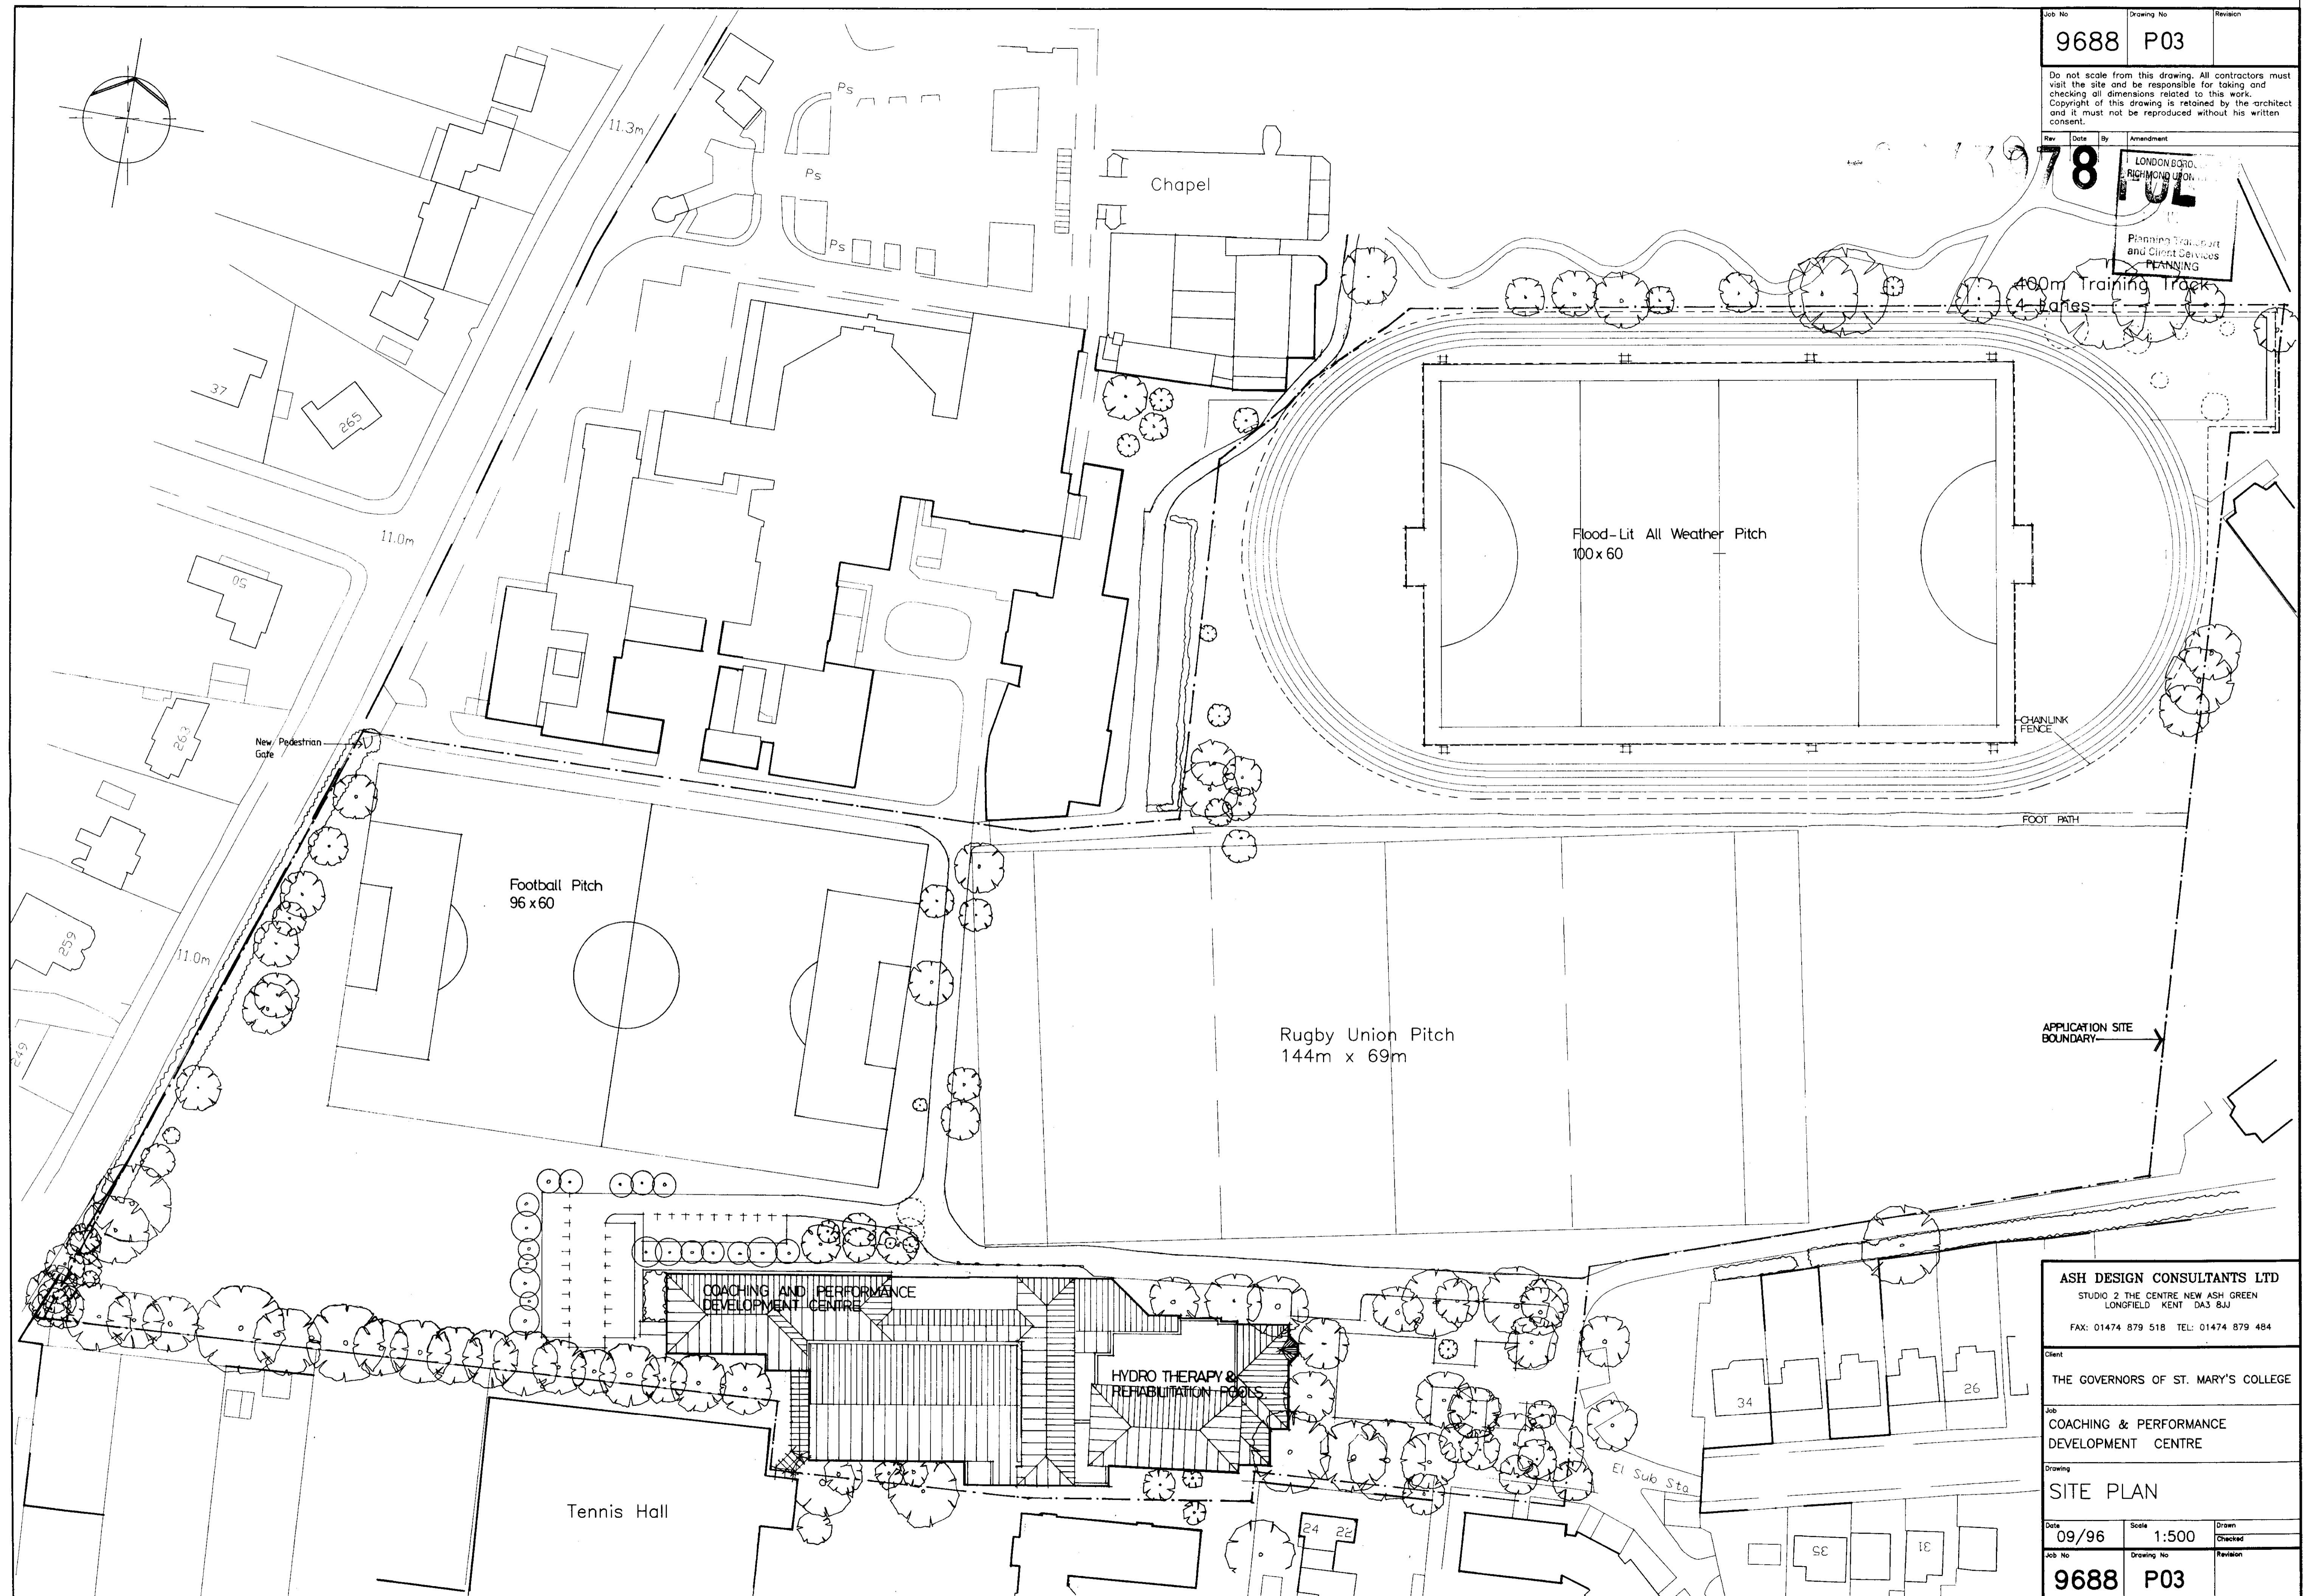 Job No
Drawing No
Revision
9688
P03
Do not scale from this drawing. All contractors must
visit the site and be responsible for taking and
checking all dimensions related to this work.
Copyright of this drawing is retained by the architect
and it must not be reproduced without his written
consent.
Rev
Date
By
Amendment
78
FUL
LONDON
RICHMOND UPON
Planning Transport
and Client Services
PLANNING
400m Training Track
4 Lanes
11.3m
Ps
Ps
Ps
Chapel
37
265
11.0m
50
Flood-Lit All Weather Pitch
100 x 60
263
New Pedestrian
Gate
CHAINLINK
FENCE
FOOT PATH
Football Pitch
96 x 60
259
11.0m
249
Rugby Union Pitch
144m x 69m
APPLICATION SITE
BOUNDARY
COACHING AND PERFORMANCE
DEVELOPMENT CENTRE
HYDRO THERAPY &
REHABILITATION POOLS
Tennis Hall
El Sub Sta
34
26
24
22
35
31
ASH DESIGN CONSULTANTS LTD
STUDIO 2 THE CENTRE NEW ASH GREEN
LONGFIELD KENT DA3 8JJ
FAX: 01474 879 518 TEL: 01474 879 484
Client
THE GOVERNORS OF ST. MARY'S COLLEGE
Job
COACHING & PERFORMANCE
DEVELOPMENT CENTRE
Drawing
SITE PLAN
Date
09/96
Scale
1:500
Drawn
Checked
Job No
9688
Drawing No
P03
Revision